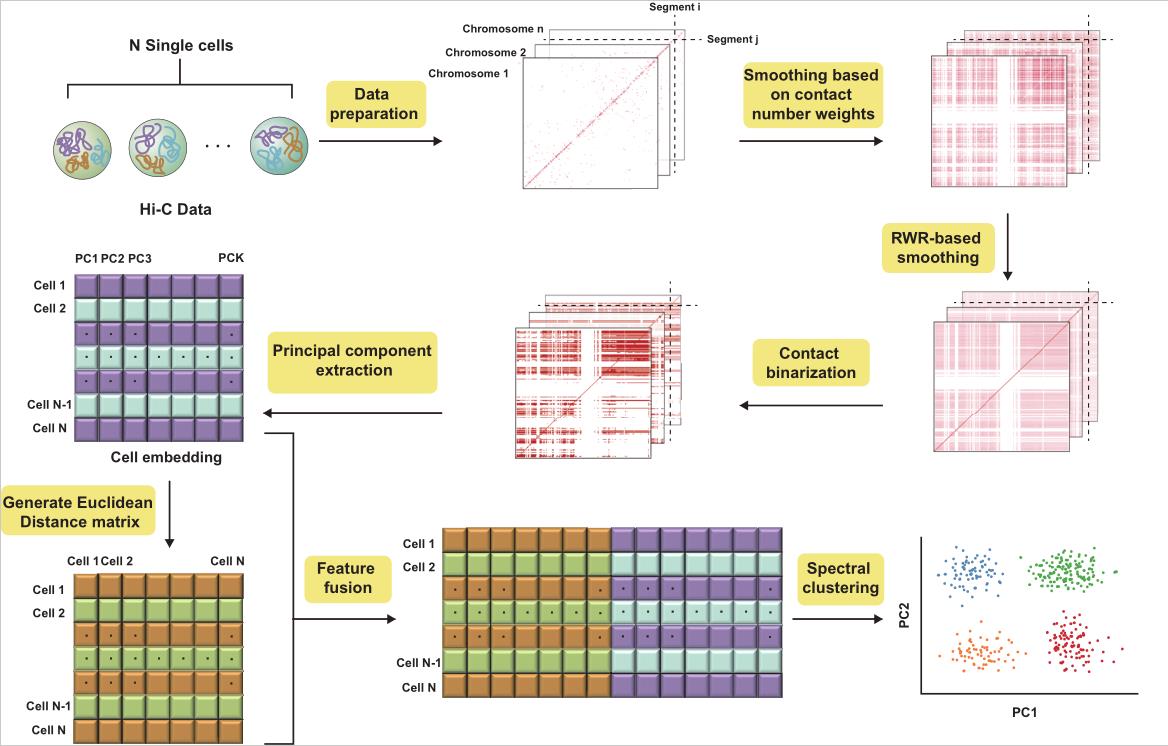 N Single cells
Hi-C Data
Data
preparation
Segment i
Chromosome n
Segment j
Chromosome 2
Chromosome 1
Smoothing based
on contact
number weights
RWR-based
smoothing
Contact
binarization
Principal component
extraction
PC1 PC2 PC3 PCK
Cell 1
Cell 2
Cell N-1
Cell N
Cell embedding
Generate Euclidean
Distance matrix
Cell 1 Cell 2 Cell N
Cell 1
Cell 2
Cell N-1
Cell N
Feature
fusion
Cell 1
Cell 2
Cell N-1
Cell N
Spectral
clustering
PC2
PC1